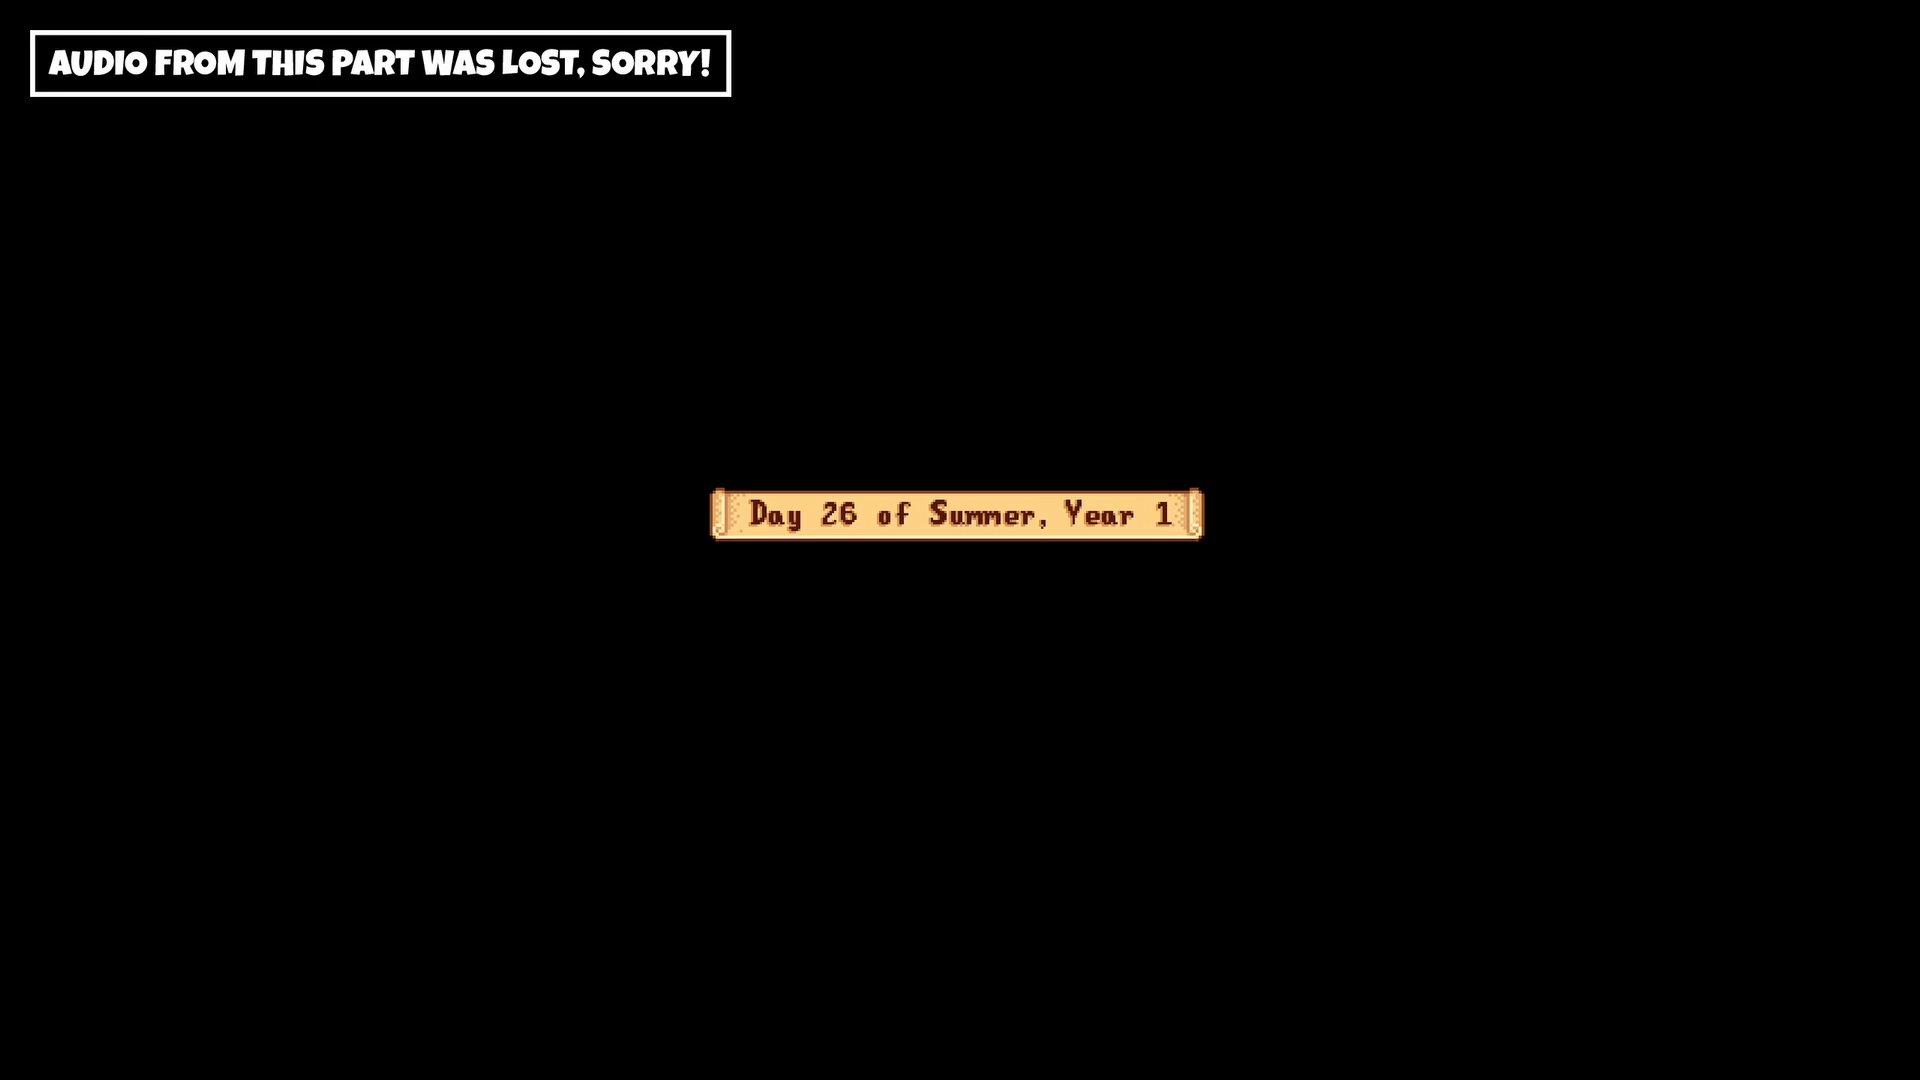 AUDIO FROM THIS PART WAS LOST, SORRY!
Day 26 of Summer, Year 1